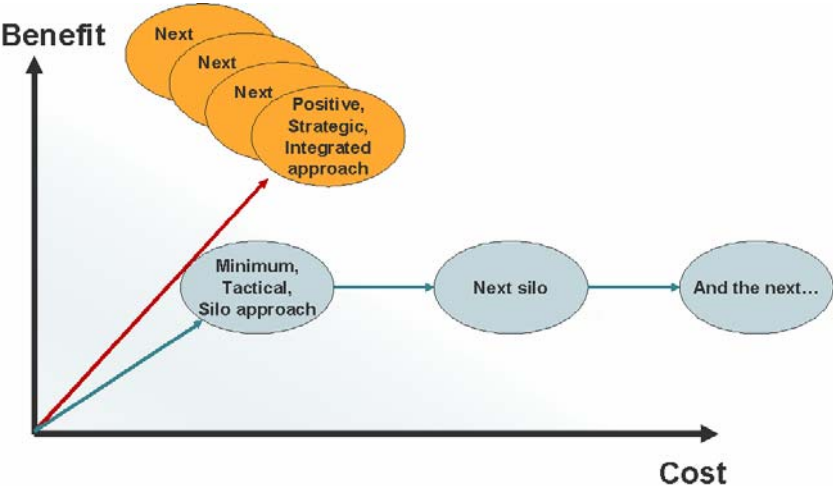 Benefit
Next
Next
Next
Positive,
Strategic,
Integrated
approach
Minimum,
Tactical,
Silo approach
Next silo
And the next...
Cost